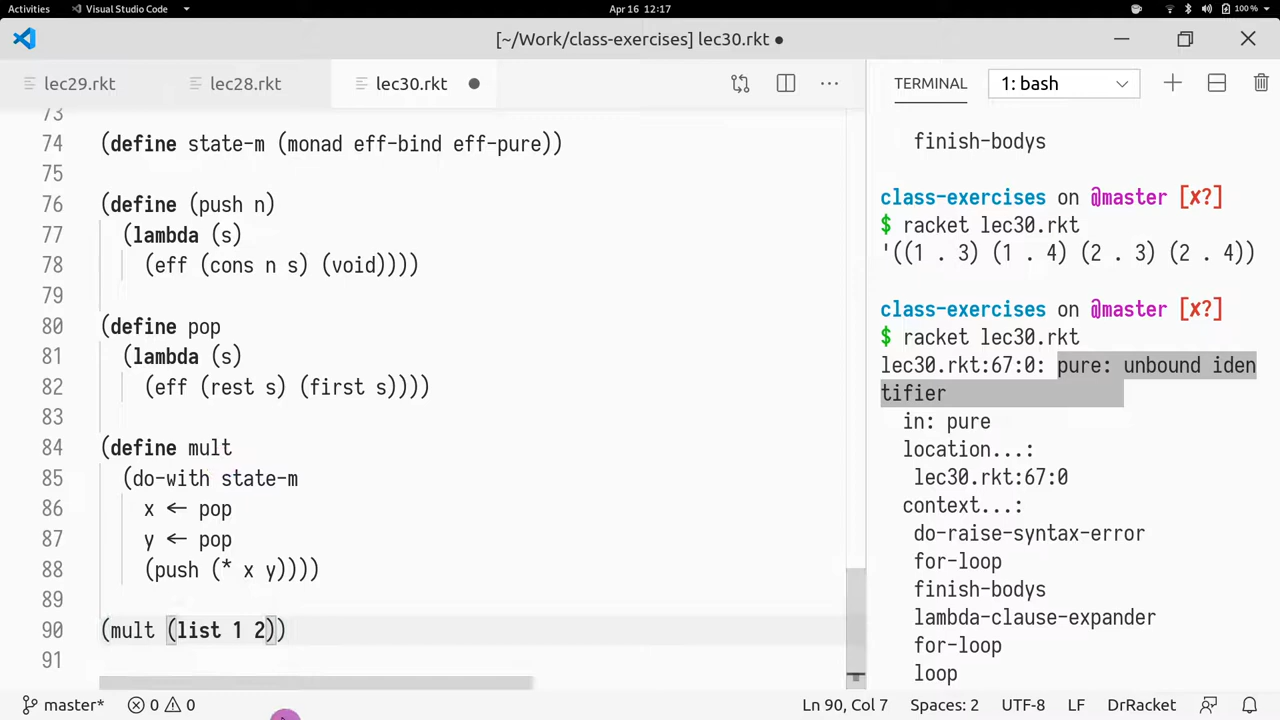 Activities Visual Studio Code Apr 16 12:17 100 %
[~/Work/class-exercises] lec30.rkt ●
lec29.rkt lec28.rkt lec30.rkt ● ··· TERMINAL 1: bash
73
74 (define state-m (monad eff-bind eff-pure))
75
76 (define (push n)
77 (lambda (s)
78 (eff (cons n s) (void))))
79
80 (define pop
81 (lambda (s)
82 (eff (rest s) (first s))))
83
84 (define mult
85 (do-with state-m
86 x ← pop
87 y ← pop
88 (push (* x y))))
89
90 (mult (list 1 2))
91
finish-bodys
class-exercises on @master [✘?]
$ racket lec30.rkt
'((1 . 3) (1 . 4) (2 . 3) (2 . 4))
class-exercises on @master [✘?]
$ racket lec30.rkt
lec30.rkt:67:0: pure: unbound iden
tifier
in: pure
location...:
lec30.rkt:67:0
context...:
do-raise-syntax-error
for-loop
finish-bodys
lambda-clause-expander
for-loop
loop
master* 0 0 Ln 90, Col 7 Spaces: 2 UTF-8 LF DrRacket